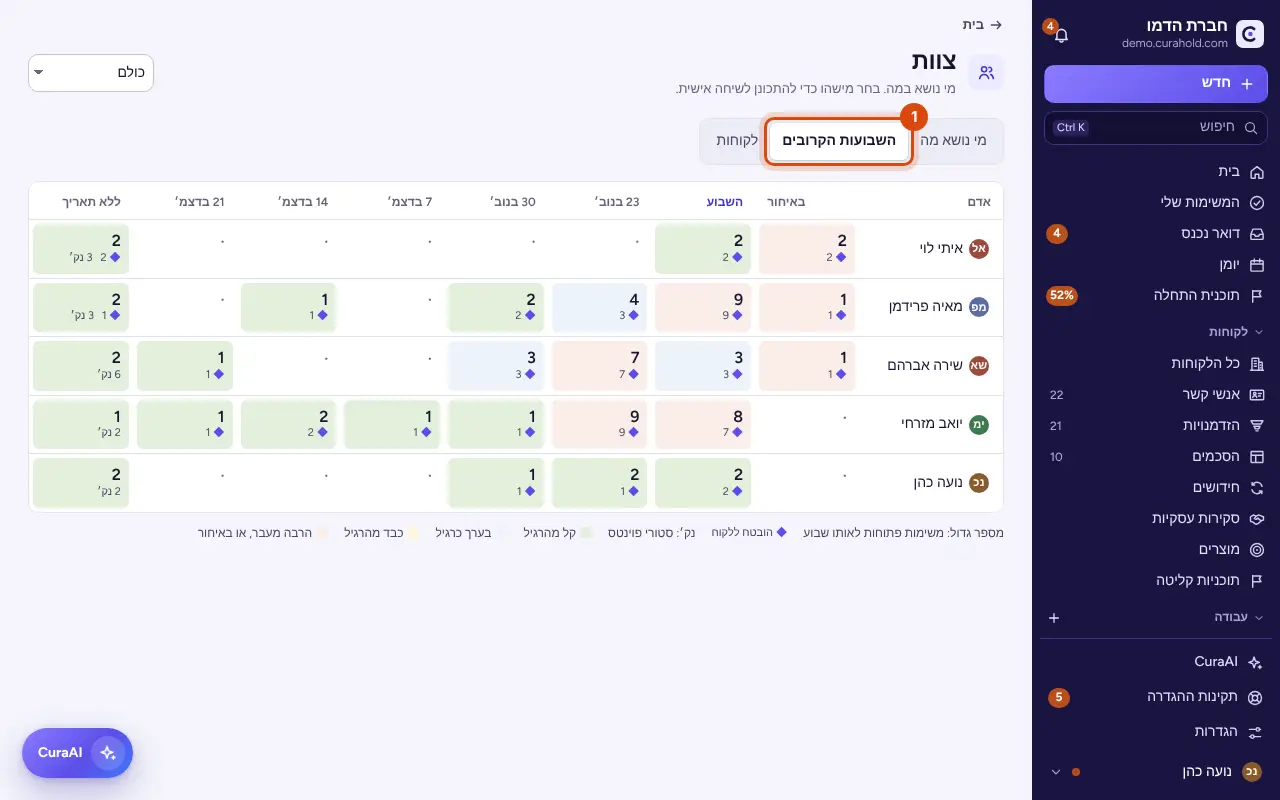 חברת הדמו
demo.curahold.com
4
חדש
חיפוש
Ctrl K
בית
המשימות שלי
דואר נכנס
4
יומן
תוכנית התחלה
52%
לקוחות
כל הלקוחות
אנשי קשר
22
הזדמנויות
21
הסכמים
10
חידושים
סקירות עסקיות
מוצרים
תוכניות קליטה
עבודה
CuraAI
תקינות ההגדרה
5
הגדרות
נכ
נועה כהן
בית
צוות
מי נושא במה. בחר מישהו כדי להתכונן לשיחה אישית.
כולם
מי נושא מה
השבועות הקרובים
1
לקוחות
אדם באיחור השבוע 23 בנוב׳ 30 בנוב׳ 7 בדצמ׳ 14 בדצמ׳ 21 בדצמ׳ ללא תאריך
אל איתי לוי 2 2 · · · · · 2
2 2 2 3 נק׳
מפ מאיה פרידמן 1 9 4 2 · 1 · 2
1 9 3 2 1 1 3 נק׳
שא שירה אברהם 1 3 7 3 · · 1 2
1 3 7 3 1 6 נק׳
ימ יואב מזרחי · 8 9 1 1 2 1 1
7 9 1 1 2 1 2 נק׳
נכ נועה כהן · 2 2 1 · · · 2
2 1 1 2 נק׳
מספר גדול: משימות פתוחות לאותו שבוע הובטח ללקוח נק׳: סטורי פוינטס קל מהרגיל בערך כרגיל כבד מהרגיל הרבה מעבר, או באיחור
CuraAI